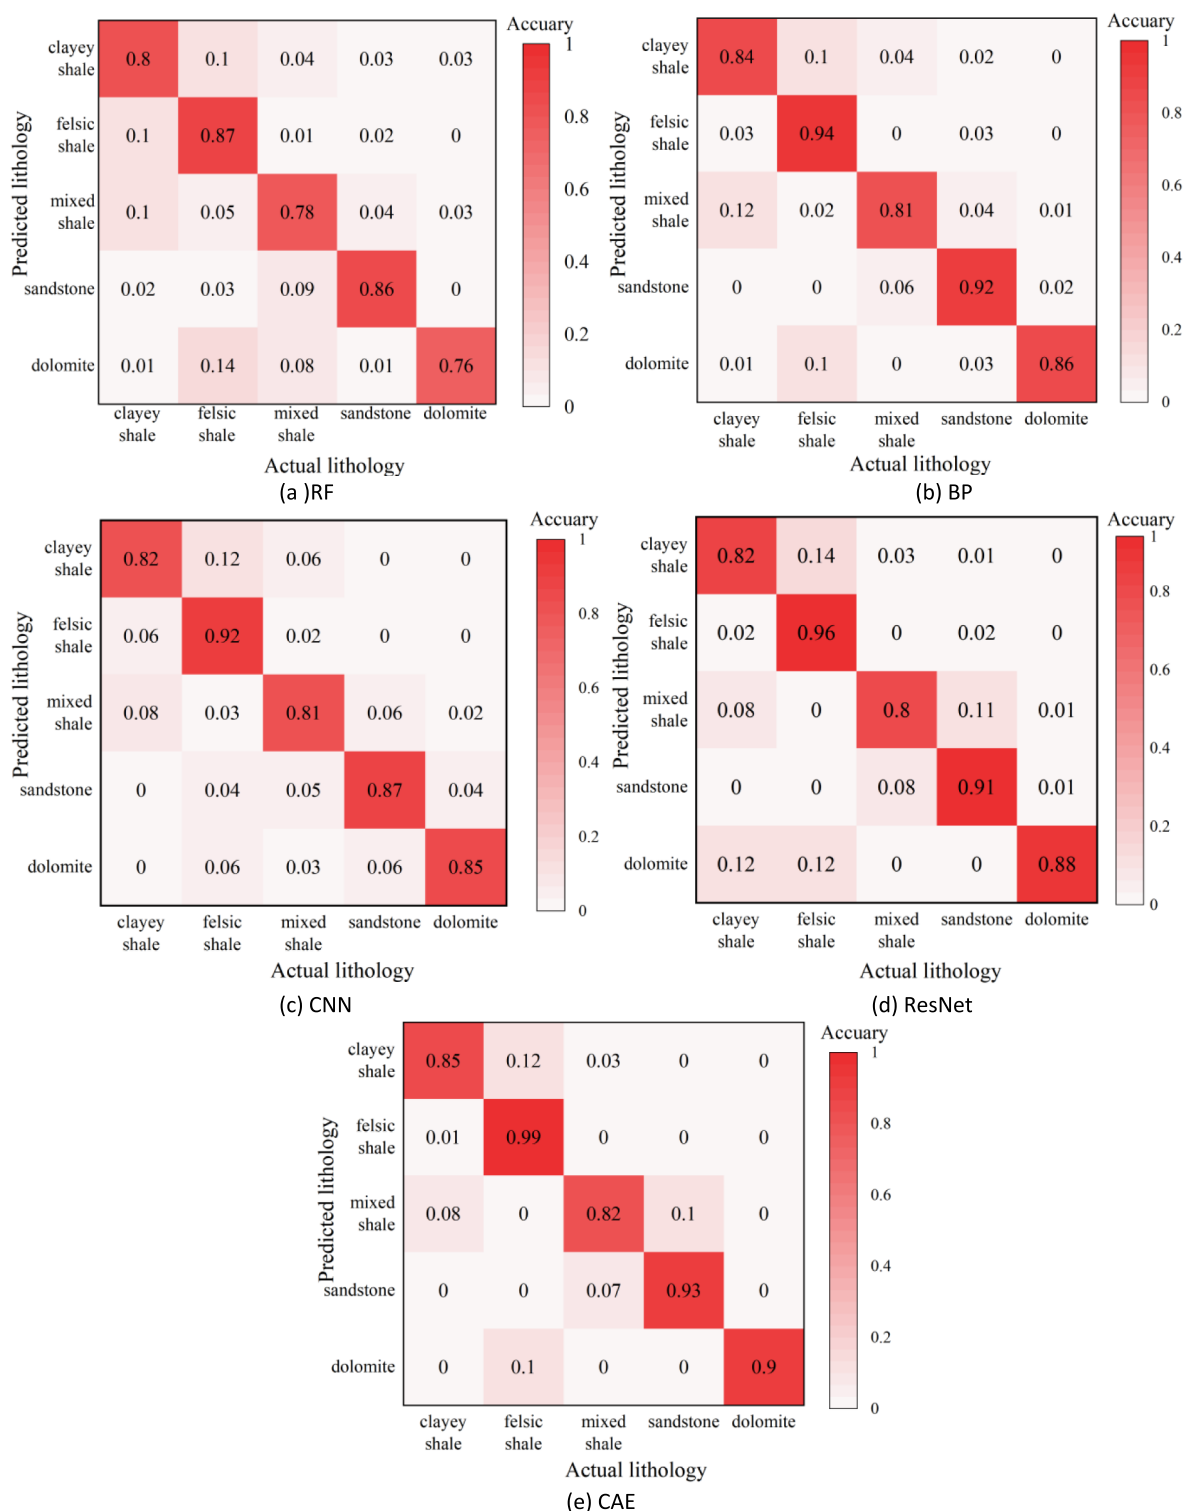 Accuary
clayey
shale
0.8 0.1 0.04 0.03 0.03
felsic
shale
0.1 0.87 0.01 0.02 0
mixed
shale
0.1 0.05 0.78 0.04 0.03
sandstone
0.02 0.03 0.09 0.86 0
dolomite
0.01 0.14 0.08 0.01 0.76
Predicted lithology
1
0.8
0.6
0.4
0.2
0
clayey felsic mixed sandstone dolomite
shale shale shale
Actual lithology
(a )RF
Accuary
clayey
shale
0.84 0.1 0.04 0.02 0
felsic
shale
0.03 0.94 0 0.03 0
mixed
shale
0.12 0.02 0.81 0.04 0.01
sandstone
0 0 0.06 0.92 0.02
dolomite
0.01 0.1 0 0.03 0.86
Predicted lithology
1
0.8
0.6
0.4
0.2
0
clayey felsic mixed sandstone dolomite
shale shale shale
Actual lithology
(b) BP
Accuary
clayey
shale
0.82 0.12 0.06 0 0
felsic
shale
0.06 0.92 0.02 0 0
mixed
shale
0.08 0.03 0.81 0.06 0.02
sandstone
0 0.04 0.05 0.87 0.04
dolomite
0 0.06 0.03 0.06 0.85
Predicted lithology
1
0.8
0.6
0.4
0.2
0
clayey felsic mixed sandstone dolomite
shale shale shale
Actual lithology
(c) CNN
Accuary
clayey
shale
0.82 0.14 0.03 0.01 0
felsic
shale
0.02 0.96 0 0.02 0
mixed
shale
0.08 0 0.8 0.11 0.01
sandstone
0 0 0.08 0.91 0.01
dolomite
0.12 0.12 0 0 0.88
Predicted lithology
1
0.8
0.6
0.4
0.2
0
clayey felsic mixed sandstone dolomite
shale shale shale
Actual lithology
(d) ResNet
Accuary
clayey
shale
0.85 0.12 0.03 0 0
felsic
shale
0.01 0.99 0 0 0
mixed
shale
0.08 0 0.82 0.1 0
sandstone
0 0 0.07 0.93 0
dolomite
0 0.1 0 0 0.9
Predicted lithology
1
0.8
0.6
0.4
0.2
0
clayey felsic mixed sandstone dolomite
shale shale shale
Actual lithology
(e) CAE